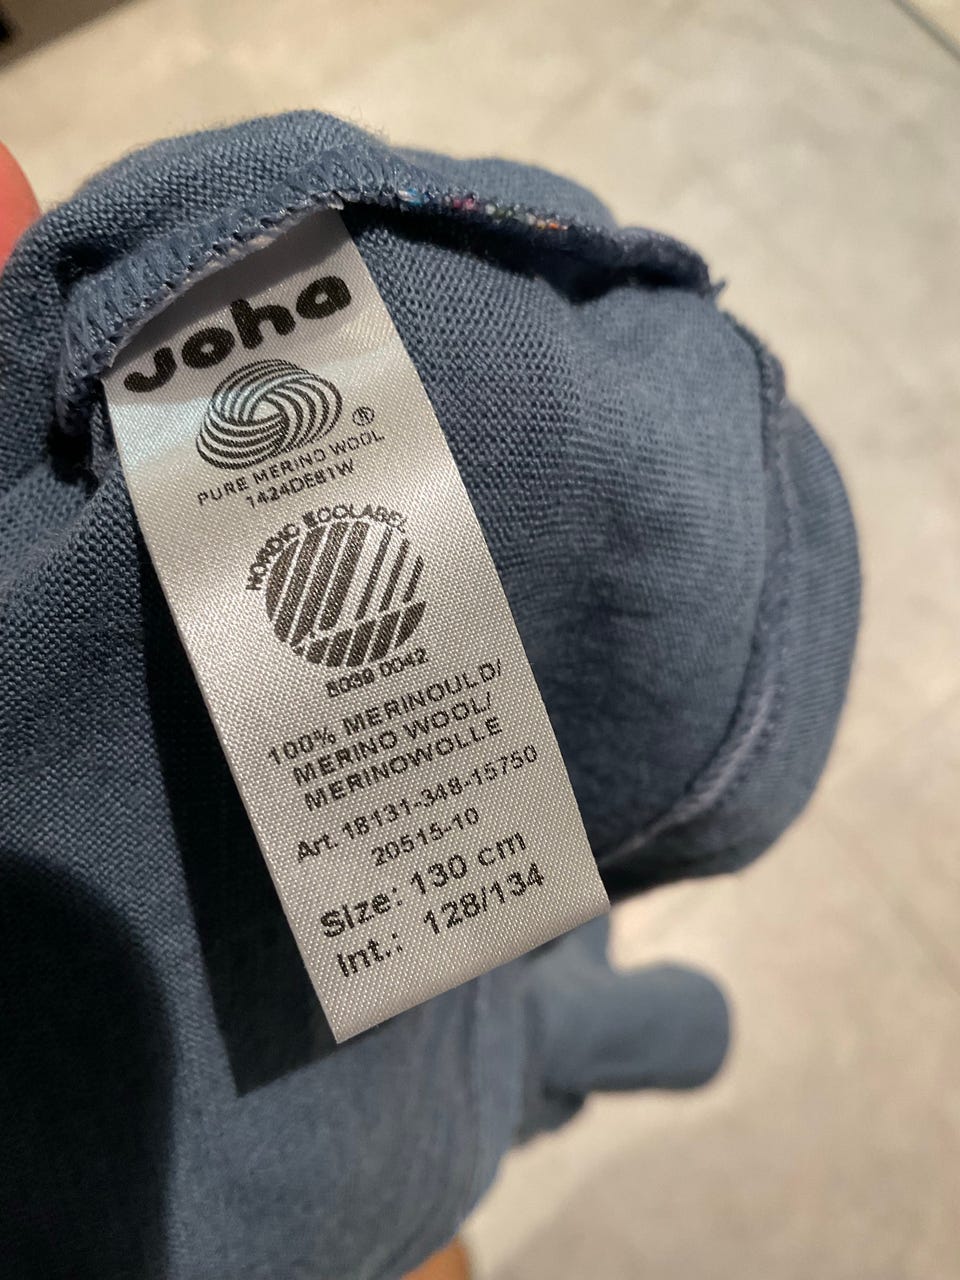 Joha
®
PURE MERINO WOOL
1424DE81W
NORDIC ECOLABEL
5039 0042
100% MERINOULD/
MERINO WOOL/
MERINOWOLLE
Art. 18131-348-15750
20515-10
Size: 130 cm
Int.: 128/134